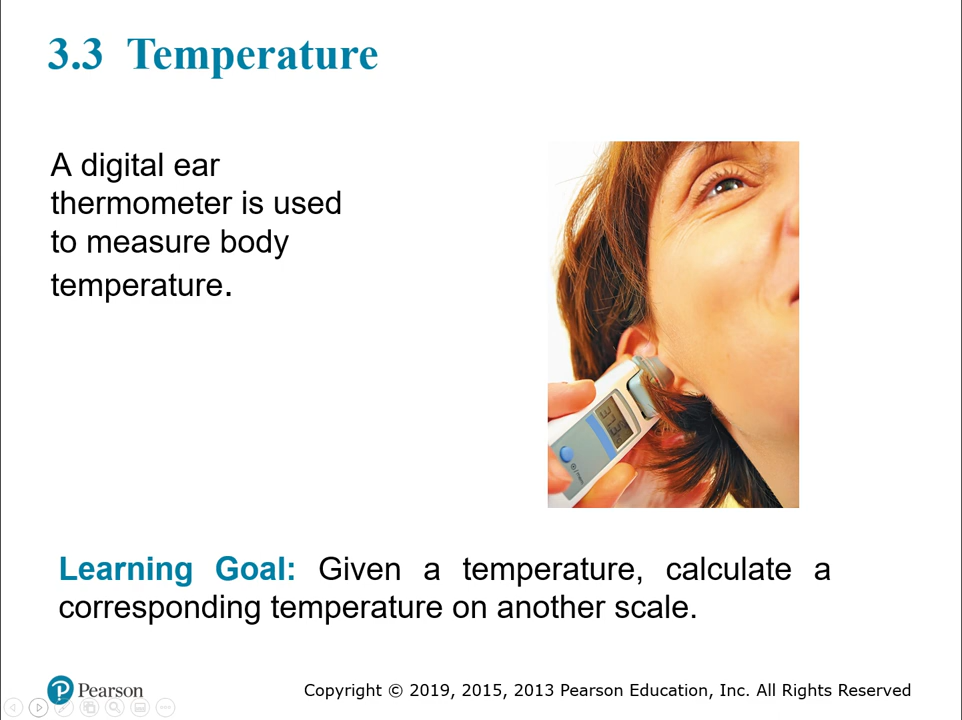 3.3 Temperature
A digital ear
thermometer is used
to measure body
temperature.
Learning Goal: Given a temperature, calculate a
corresponding temperature on another scale.
Pearson
Copyright © 2019, 2015, 2013 Pearson Education, Inc. All Rights Reserved